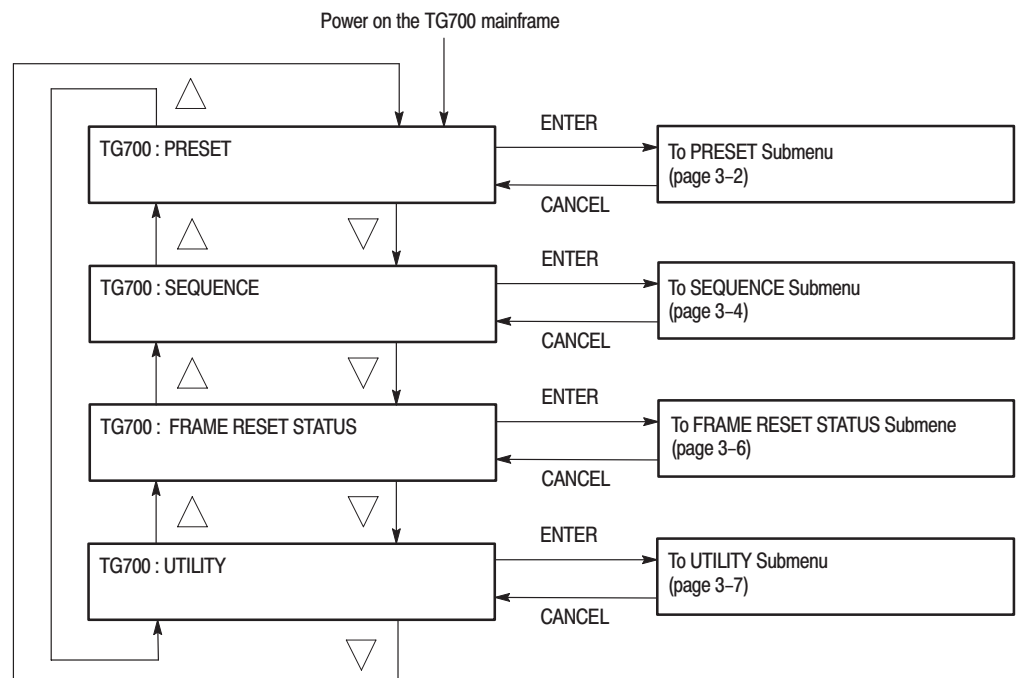 Power on the TG700 mainframe
TG700 : PRESET
ENTER
CANCEL
To PRESET Submenu
(page 3–2)
TG700 : SEQUENCE
ENTER
CANCEL
To SEQUENCE Submenu
(page 3–4)
TG700 :  FRAME RESET STATUS
ENTER
CANCEL
To FRAME RESET STATUS Submene
(page 3–6)
TG700 : UTILITY
ENTER
CANCEL
To UTILITY Submenu
(page 3–7)